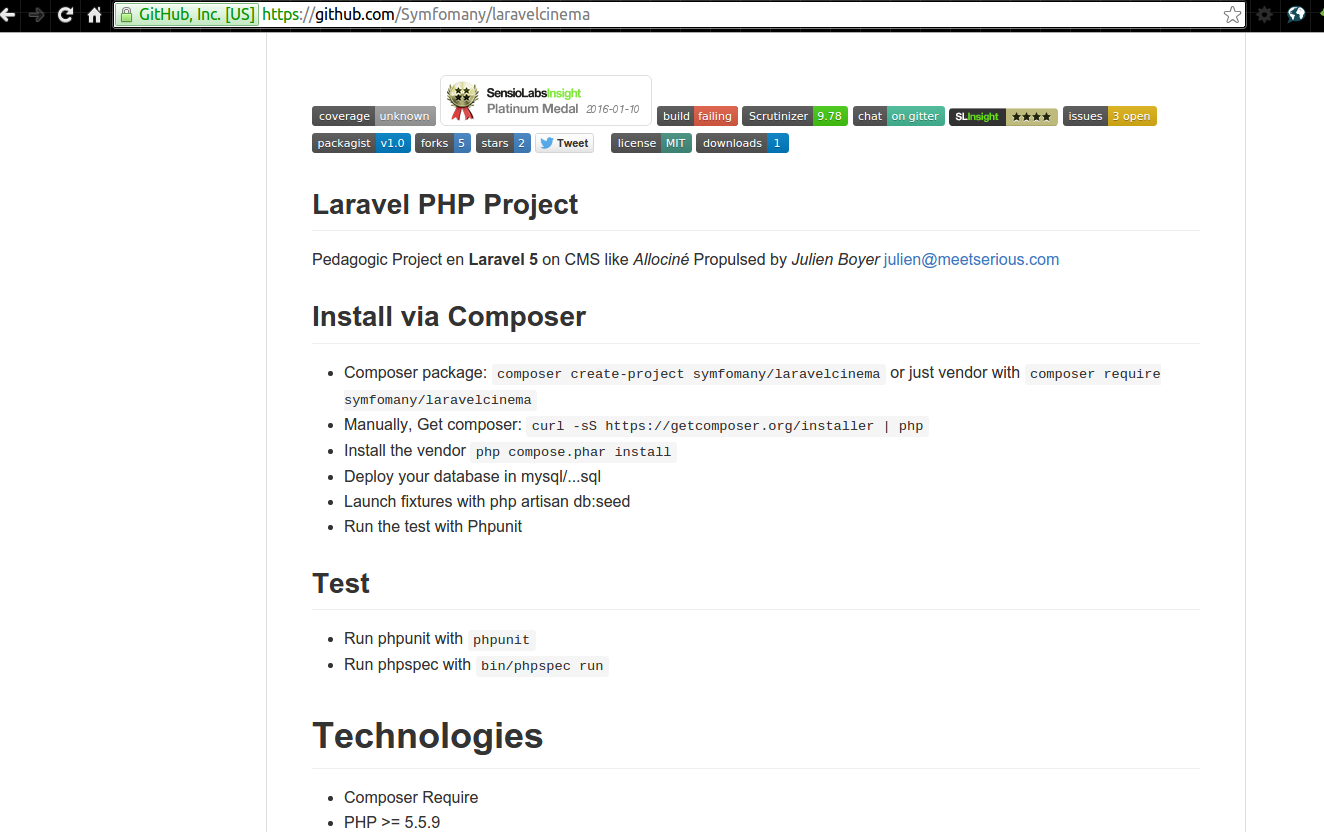 GitHub, Inc. [US] https://github.com/Symfomany/laravelcinema
coverage unknown SensioLabsInsight Platinum Medal 2016-01-10 build failing Scrutinizer 9.78 chat on gitter SLInsight ★★★★ issues 3 open
packagist v1.0 forks 5 stars 2 Tweet license MIT downloads 1
Laravel PHP Project
Pedagogic Project en Laravel 5 on CMS like Allociné Propulsed by Julien Boyer julien@meetserious.com
Install via Composer
• Composer package: composer create-project symfomany/laravelcinema or just vendor with composer require
symfomany/laravelcinema
• Manually, Get composer: curl -sS https://getcomposer.org/installer | php
• Install the vendor php compose.phar install
• Deploy your database in mysql/...sql
• Launch fixtures with php artisan db:seed
• Run the test with Phpunit
Test
• Run phpunit with phpunit
• Run phpspec with bin/phpspec run
Technologies
• Composer Require
• PHP >= 5.5.9